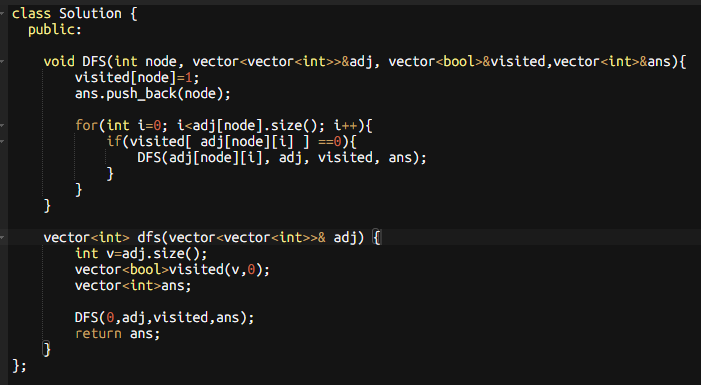 class Solution {
  public:

    void DFS(int node, vector<vector<int>>&adj, vector<bool>&visited,vector<int>&ans){
        visited[node]=1;
        ans.push_back(node);

        for(int i=0; i<adj[node].size(); i++){
            if(visited[ adj[node][i] ] ==0){
                DFS(adj[node][i], adj, visited, ans);
            }
        }
    }

    vector<int> dfs(vector<vector<int>>& adj) {
        int v=adj.size();
        vector<bool>visited(v,0);
        vector<int>ans;

        DFS(0,adj,visited,ans);
        return ans;
    }
};